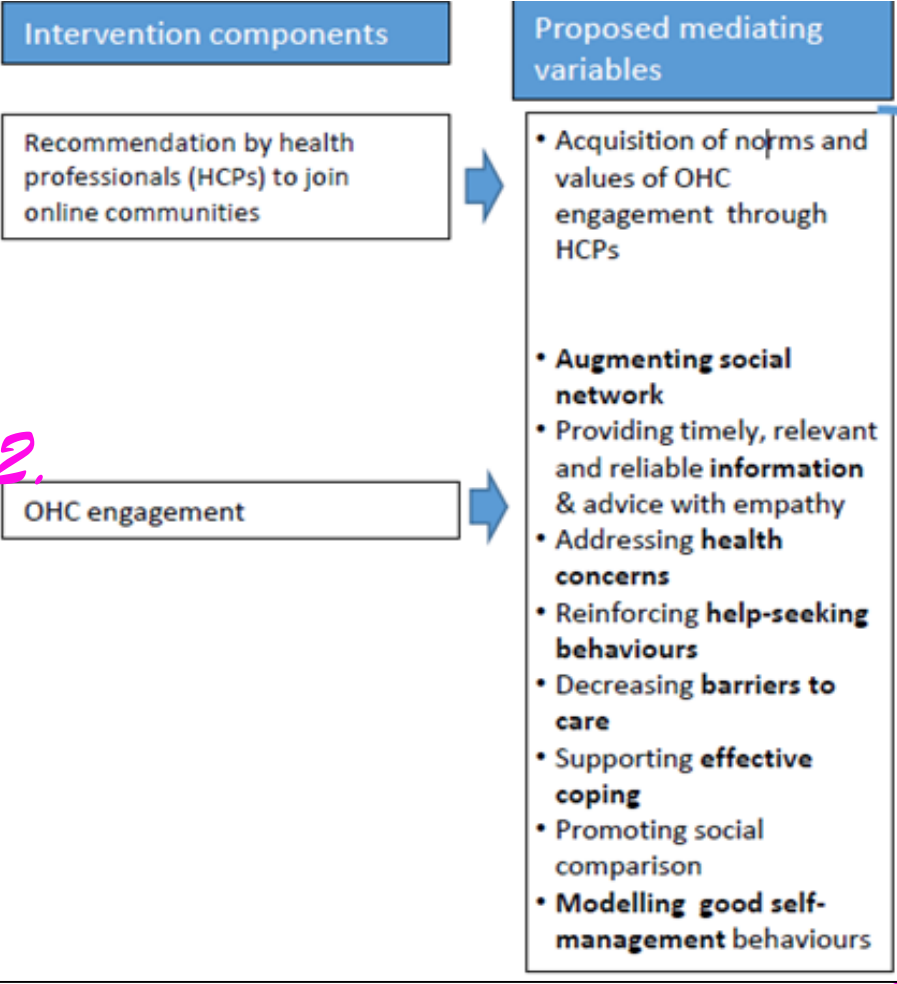 Intervention components
Proposed mediating
variables
Recommendation by health
professionals (HCPs) to join
online communities
• Acquisition of norms and
values of OHC
engagement through
HCPs
2.
OHC engagement
• Augmenting social
network
• Providing timely, relevant
and reliable information
& advice with empathy
• Addressing health
concerns
• Reinforcing help-seeking
behaviours
• Decreasing barriers to
care
• Supporting effective
coping
• Promoting social
comparison
• Modelling good self-
management behaviours